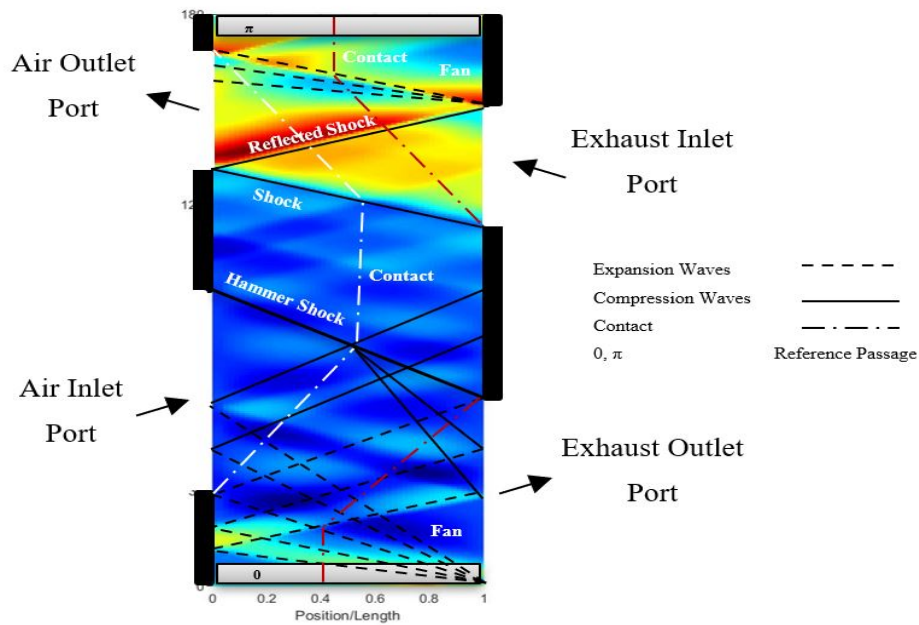 180
π
Air Outlet
Port
Contact
Fan
Reflected Shock
Exhaust Inlet
Port
12
Shock
Contact
Hammer Shock
Expansion Waves
Compression Waves
Contact
0, π Reference Passage
Air Inlet
Port
Exhaust Outlet
Port
Fan
0
0 0.2 0.4 0.6 0.8 1
Position/Length